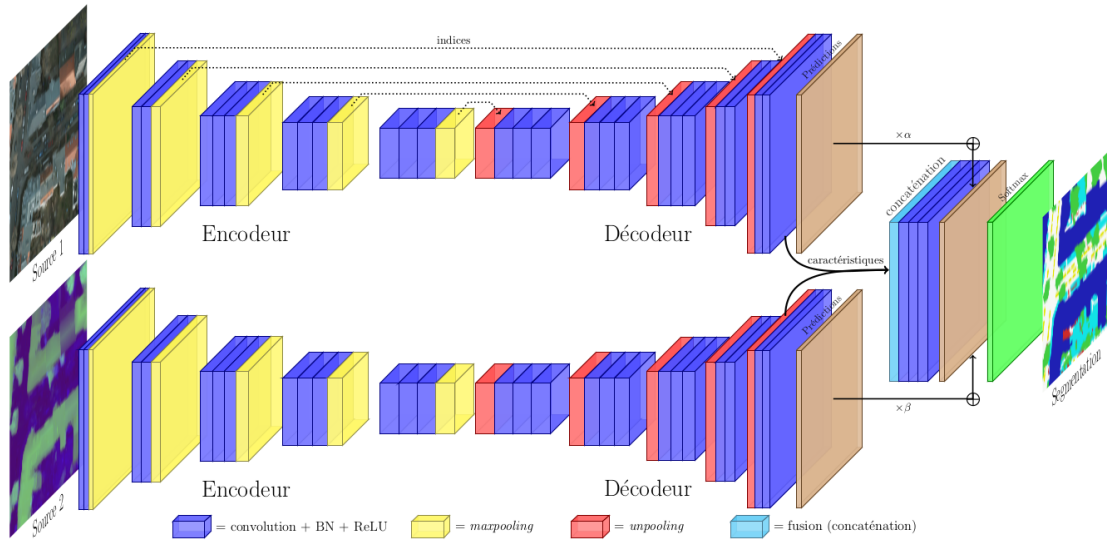 indices
Prédictions
×α
Source 1
Encodeur
Décodeur
caractéristiques
concaténation
Softmax
Segmentation
Prédictions
×β
Source 2
Encodeur
Décodeur
= convolution + BN + ReLU
= maxpooling
= unpooling
= fusion (concaténation)